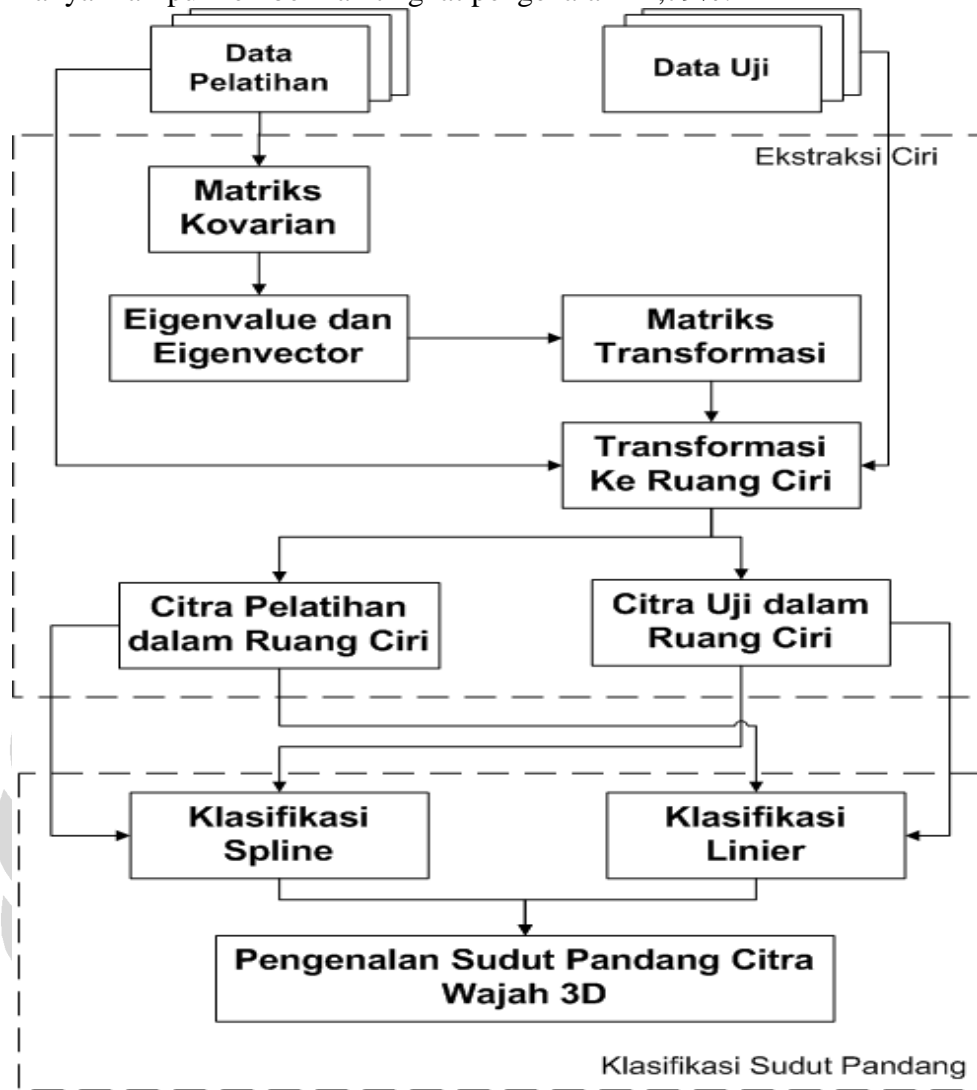 Data
Pelatihan
Data Uji
Ekstraksi Ciri
Matriks
Kovarian
Eigenvalue dan
Eigenvector
Matriks
Transformasi
Transformasi
Ke Ruang Ciri
Citra Pelatihan
dalam Ruang Ciri
Citra Uji dalam
Ruang Ciri
Klasifikasi
Spline
Klasifikasi
Linier
Pengenalan Sudut Pandang Citra
Wajah 3D
Klasifikasi Sudut Pandang